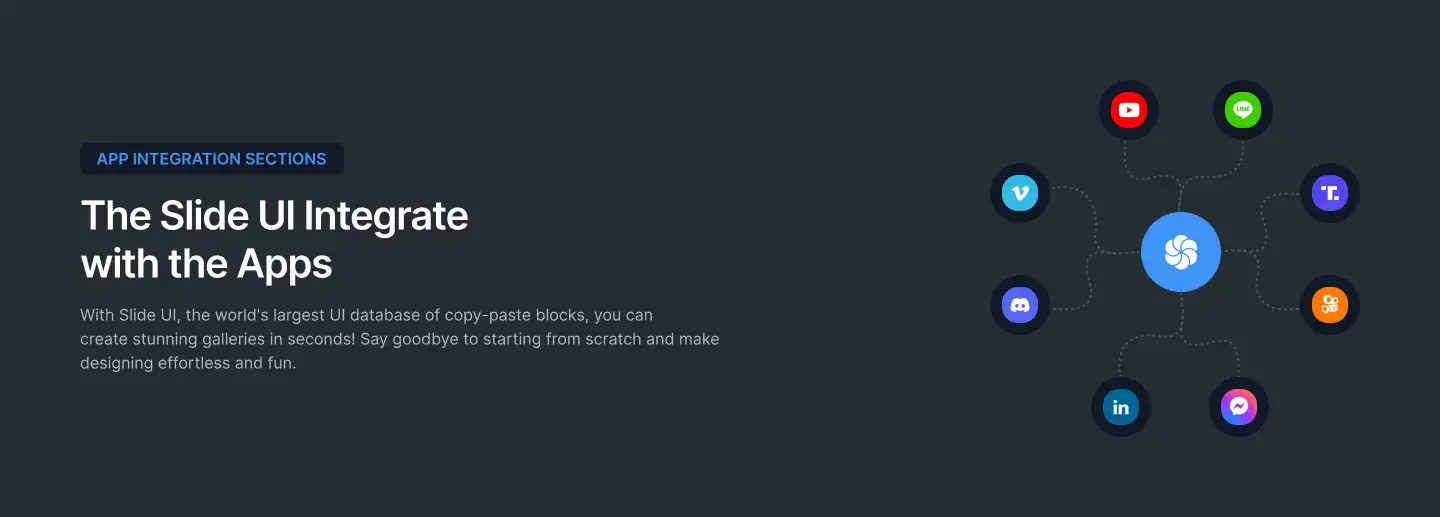 APP INTEGRATION SECTIONS
The Slide UI Integrate
with the Apps
With Slide UI, the world's largest UI database of copy-paste blocks, you can
create stunning galleries in seconds! Say goodbye to starting from scratch and make
designing effortless and fun.
LINE
T.
in